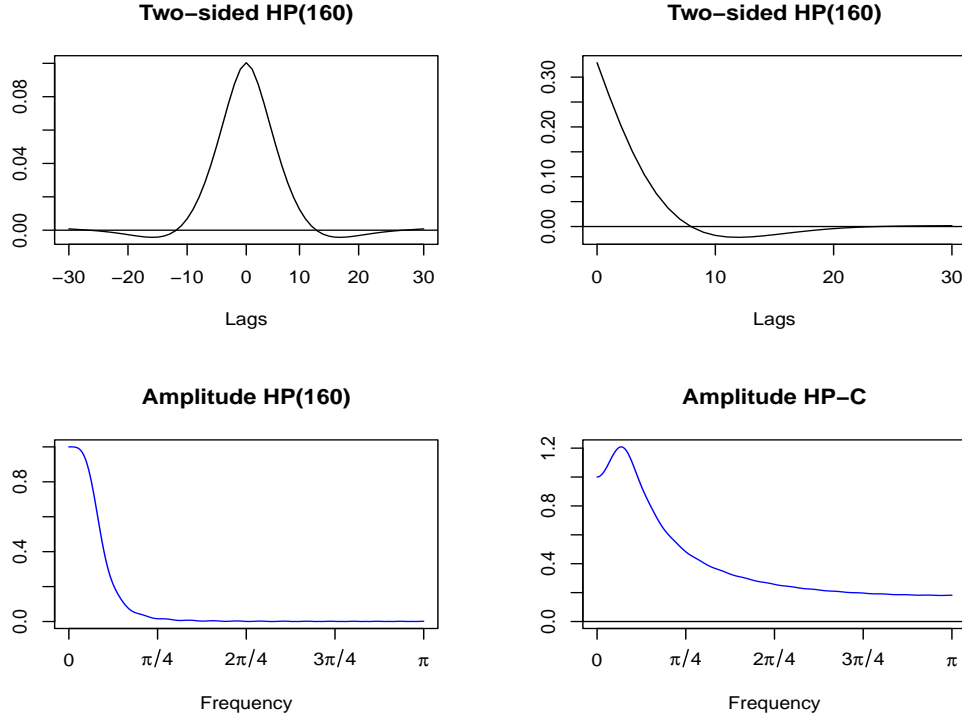 Two−sided HP(160)
0.00
0.04
0.08
−30
−20
−10
0
10
20
30
Lags
Two−sided HP(160)
0.00
0.10
0.20
0.30
0
10
20
30
Lags
Amplitude HP(160)
0.0
0.4
0.8
0
π/4
2π/4
3π/4
π
Frequency
Amplitude HP−C
0.0
0.4
0.8
1.2
0
π/4
2π/4
3π/4
π
Frequency